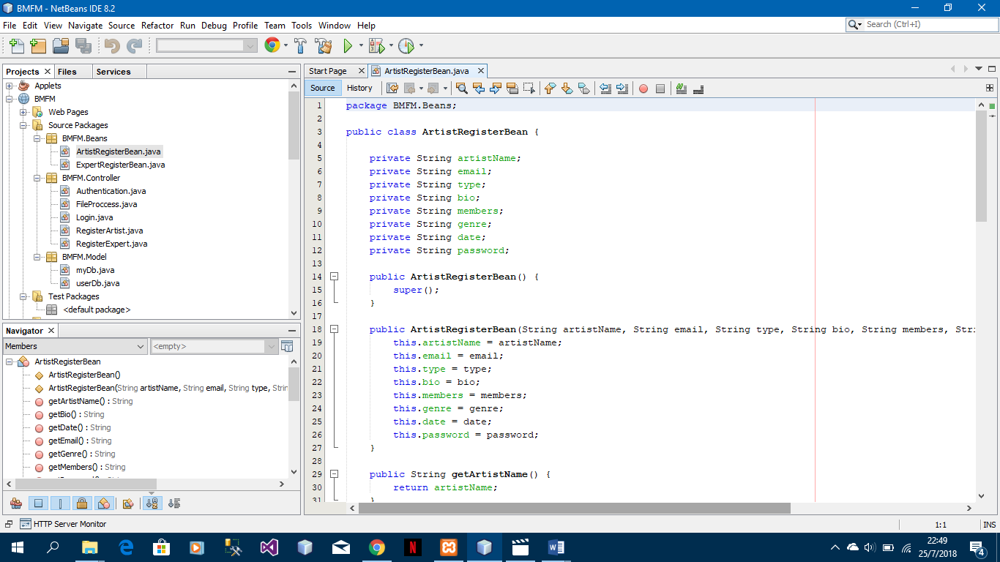 BMFM - NetBeans IDE 8.2
File Edit View Navigate Source Refactor Run Debug Profile Team Tools Window Help
Search (Ctrl+I)
Projects Files Services
Applets
BMFM
Web Pages
Source Packages
BMFM.Beans
ArtistRegisterBean.java
ExpertRegisterBean.java
BMFM.Controller
Authentication.java
FileProccess.java
Login.java
RegisterArtist.java
RegisterExpert.java
BMFM.Model
myDb.java
userDb.java
Test Packages
<default package>
Navigator
Members <empty>
ArtistRegisterBean
ArtistRegisterBean()
ArtistRegisterBean(String artistName, String email, String type, Strin
getArtistName() : String
getBio() : String
getDate() : String
getEmail() : String
getGenre() : String
getMembers() : String
Start Page ArtistRegisterBean.java
Source History
1 package BMFM.Beans;
2
3 public class ArtistRegisterBean {
4
5 private String artistName;
6 private String email;
7 private String type;
8 private String bio;
9 private String members;
10 private String genre;
11 private String date;
12 private String password;
13
14 public ArtistRegisterBean() {
15 super();
16 }
17
18 public ArtistRegisterBean(String artistName, String email, String type, String bio, String members, Stri
19 this.artistName = artistName;
20 this.email = email;
21 this.type = type;
22 this.bio = bio;
23 this.members = members;
24 this.genre = genre;
25 this.date = date;
26 this.password = password;
27 }
28
29 public String getArtistName() {
30 return artistName;
31 }
HTTP Server Monitor
1:1 INS
N
W
22:49
25/7/2018
4